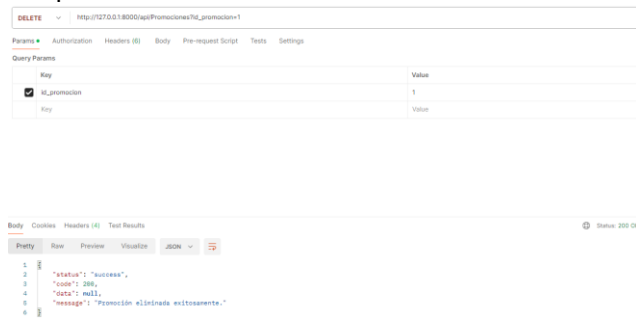 DELETE http://127.0.0.1:8000/api/Promociones?id_promocion=1
Params Authorization Headers (6) Body Pre-request Script Tests Settings
Query Params
Key Value
id_promocion 1
Key Value
Body Cookies Headers (4) Test Results Status: 200 O
Pretty Raw Preview Visualize JSON
1 {
2 "status": "success",
3 "code": 200,
4 "data": null,
5 "message": "Promoción eliminada exitosamente."
6 }